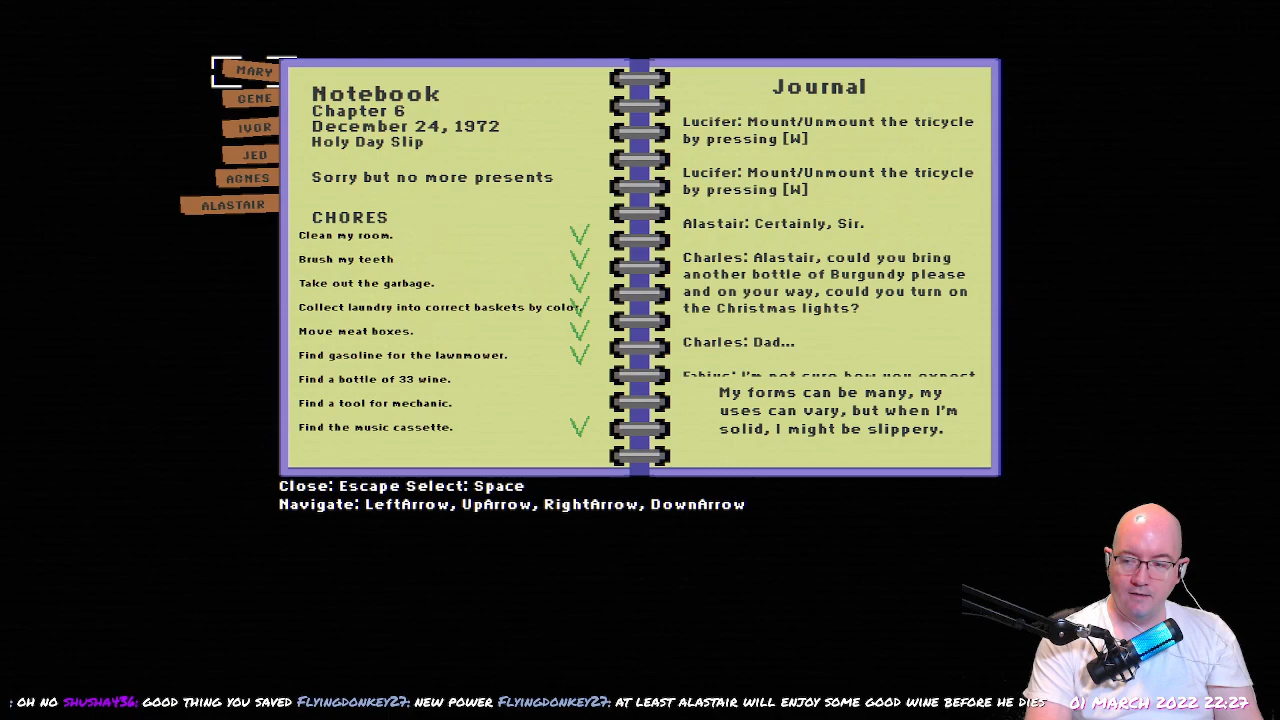 MARY
GENE
IVOR
JED
AGNES
ALASTAIR
Notebook
Chapter 6
December 24, 1972
Holy Day Slip
Sorry but no more presents
CHORES
Clean my room.
Brush my teeth
Take out the garbage.
Collect laundry into correct baskets by color.
Move meat boxes.
Find gasoline for the lawnmower.
Find a bottle of 33 wine.
Find a tool for mechanic.
Find the music cassette.
Journal
Lucifer: Mount/Unmount the tricycle
by pressing [W]
Lucifer: Mount/Unmount the tricycle
by pressing [W]
Alastair: Certainly, Sir.
Charles: Alastair, could you bring
another bottle of Burgundy please
and on your way, could you turn on
the Christmas lights?
Charles: Dad...
Fabius: I'm not sure how you expect
My forms can be many, my
uses can vary, but when I'm
solid, I might be slippery.
Close: Escape Select: Space
Navigate: LeftArrow, UpArrow, RightArrow, DownArrow
: OH NO SHUSHA436: GOOD THING YOU SAVED FLYINGDONKEY27: NEW POWER FLYINGDONKEY27: AT LEAST ALASTAIR WILL ENJOY SOME GOOD WINE BEFORE HE DIES
01 MARCH 2022 22:27